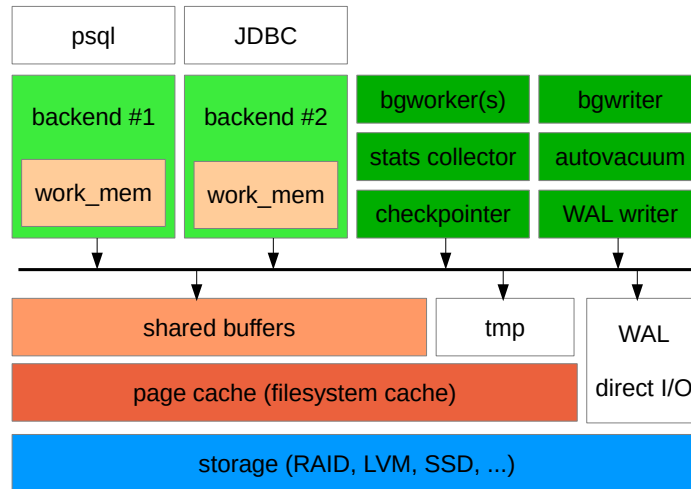 psql
JDBC
backend #1
backend #2
bgworker(s)
bgwriter
stats collector
autovacuum
work_mem
work_mem
checkpointer
WAL writer
shared buffers
tmp
WAL
page cache (filesystem cache)
direct I/O
storage (RAID, LVM, SSD, ...)